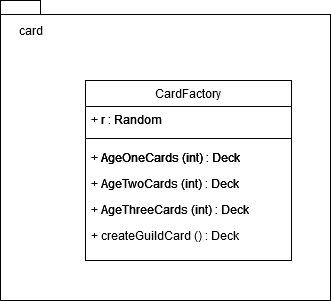 card
CardFactory
+ r : Random
+ AgeOneCards (int) : Deck
+ AgeTwoCards (int) : Deck
+ AgeThreeCards (int) : Deck
+ createGuildCard () : Deck